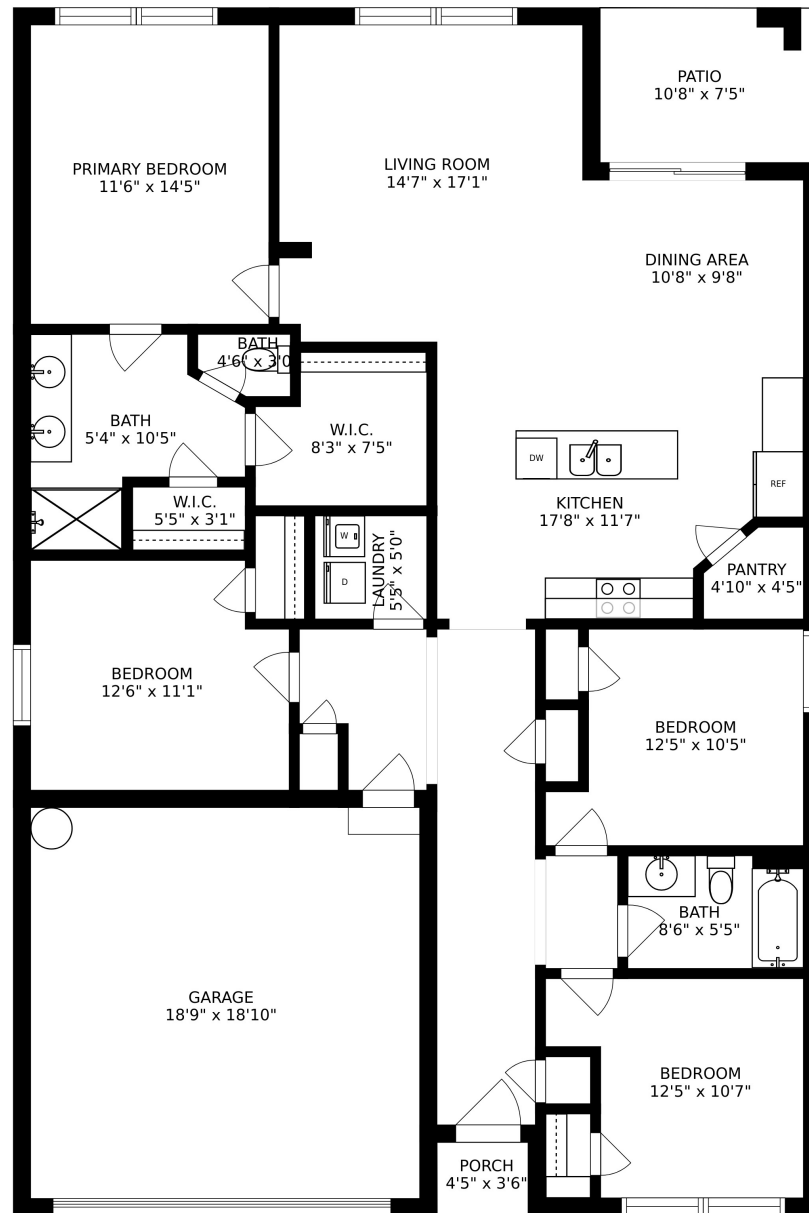 PATIO
10'8" x 7'5"
PRIMARY BEDROOM
11'6" x 14'5"
LIVING ROOM
14'7" x 17'1"
DINING AREA
10'8" x 9'8"
BATH
4'6" x 3'0
BATH
5'4" x 10'5"
W.I.C.
8'3" x 7'5"
DW
REF
W.I.C.
5'5" x 3'1"
KITCHEN
17'8" x 11'7"
W
D
LAUNDRY
5'5" x 5'0"
PANTRY
4'10" x 4'5"
BEDROOM
12'6" x 11'1"
BEDROOM
12'5" x 10'5"
BATH
8'6" x 5'5"
GARAGE
18'9" x 18'10"
BEDROOM
12'5" x 10'7"
PORCH
4'5" x 3'6"